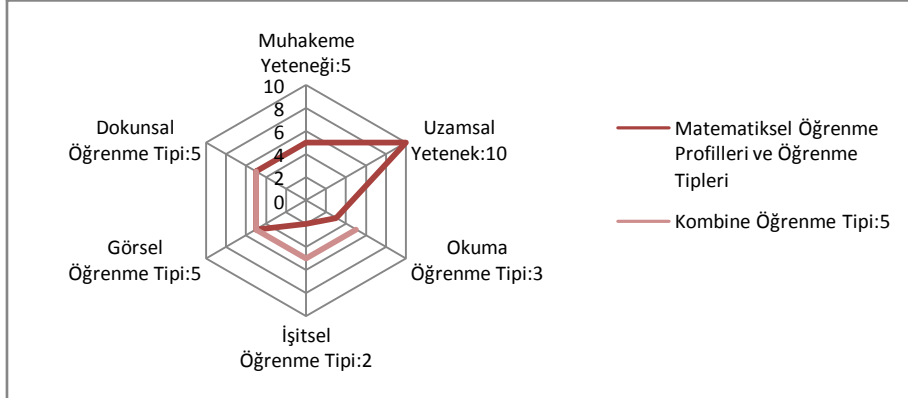 Muhakeme
Yeteneği:5
10
8
6
4
2
0
Uzamsal
Yetenek:10
Okuma
Öğrenme Tipi:3
İşitsel
Öğrenme Tipi:2
Görsel
Öğrenme Tipi:5
Dokunsal
Öğrenme Tipi:5
Matematiksel Öğrenme
Profilleri ve Öğrenme
Tipleri
Kombine Öğrenme Tipi:5